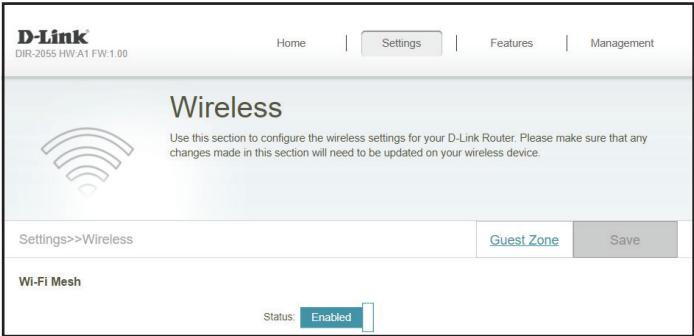 D-Link
DIR-2055 HW:A1 FW:1.00
Home | Settings | Features | Management
Wireless
Use this section to configure the wireless settings for your D-Link Router. Please make sure that any
changes made in this section will need to be updated on your wireless device.
Settings>>Wireless
Guest Zone
Save
Wi-Fi Mesh
Status: Enabled